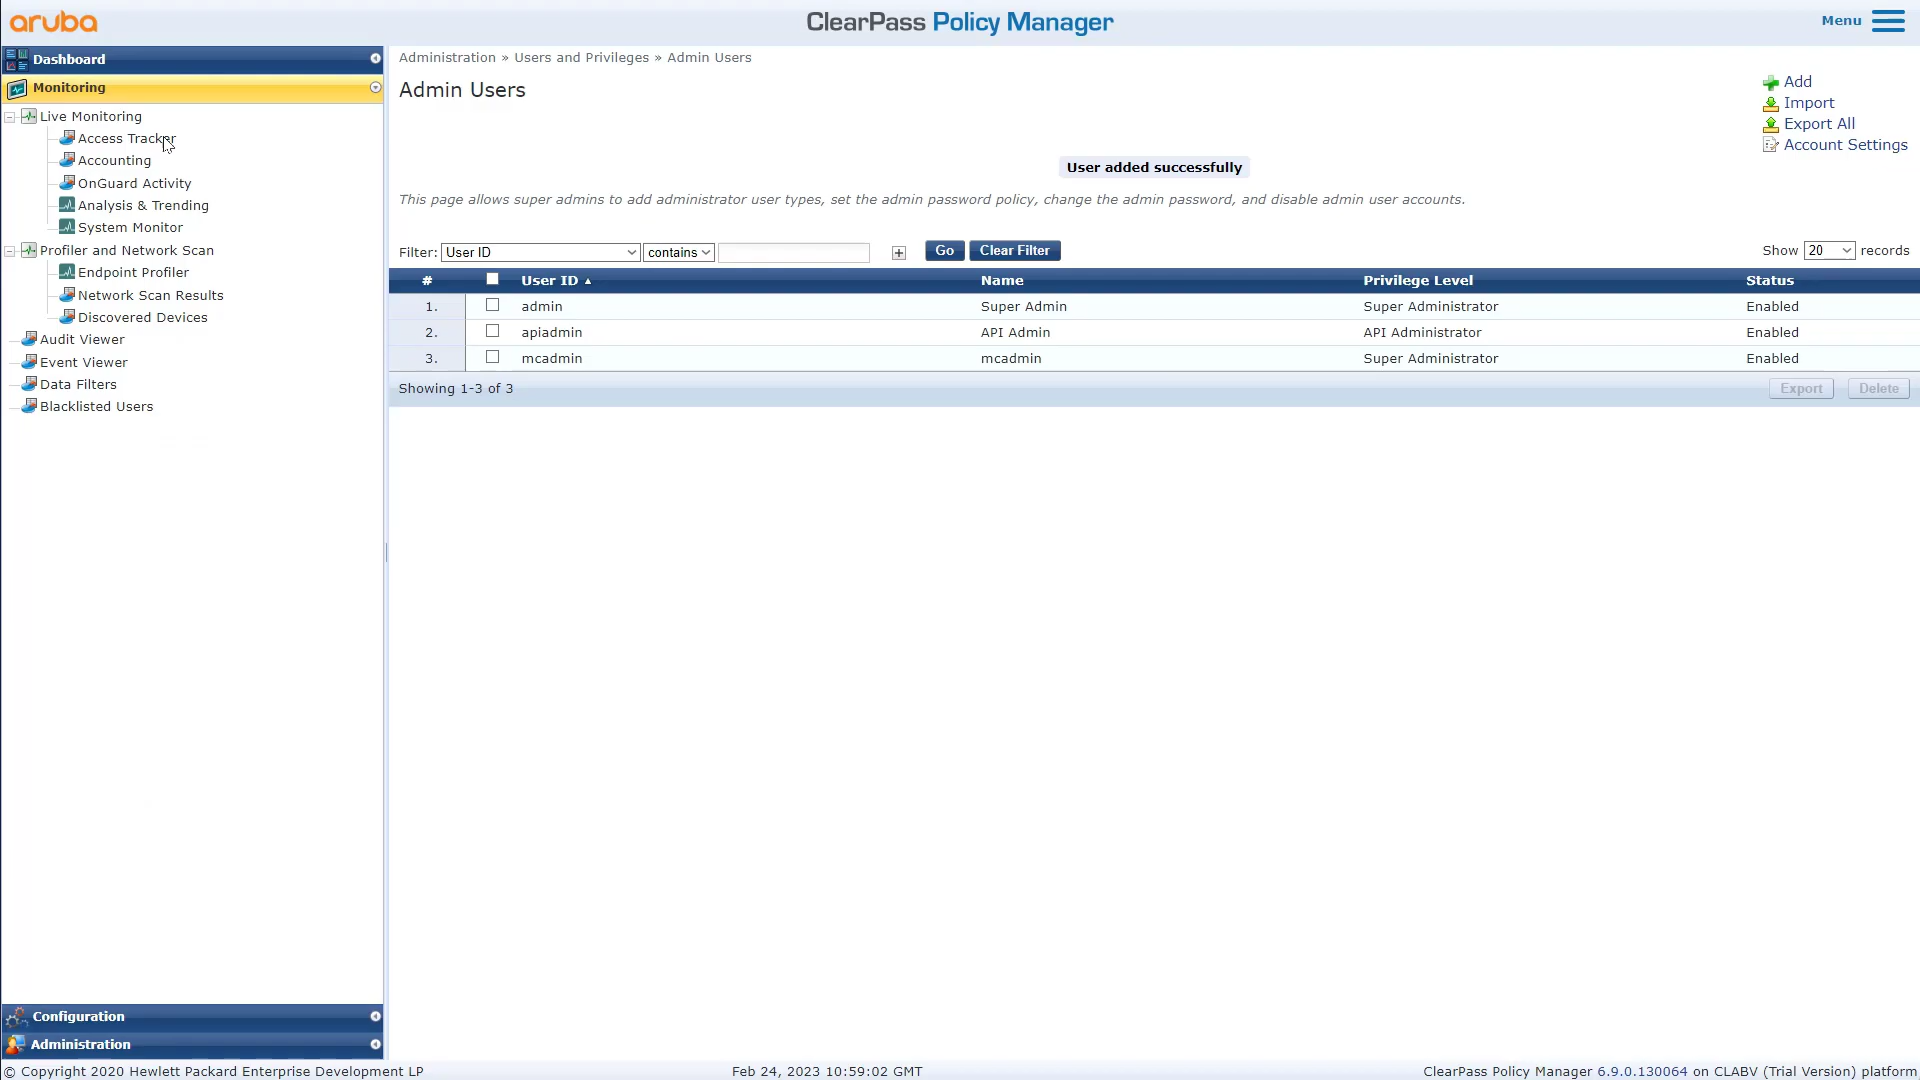 aruba
ClearPass Policy Manager
Menu
Dashboard
Monitoring
Live Monitoring
Access Tracker
Accounting
OnGuard Activity
Analysis & Trending
System Monitor
Profiler and Network Scan
Endpoint Profiler
Network Scan Results
Discovered Devices
Audit Viewer
Event Viewer
Data Filters
Blacklisted Users
Configuration
Administration
Administration » Users and Privileges » Admin Users
Admin Users
Add
Import
Export All
Account Settings
User added successfully
This page allows super admins to add administrator user types, set the admin password policy, change the admin password, and disable admin user accounts.
Filter: User ID contains Go Clear Filter Show 20 records
# User ID Name Privilege Level Status
1. admin Super Admin Super Administrator Enabled
2. apiadmin API Admin API Administrator Enabled
3. mcadmin mcadmin Super Administrator Enabled
Showing 1-3 of 3 Export Delete
© Copyright 2020 Hewlett Packard Enterprise Development LP Feb 24, 2023 10:59:02 GMT ClearPass Policy Manager 6.9.0.130064 on CLABV (Trial Version) platform